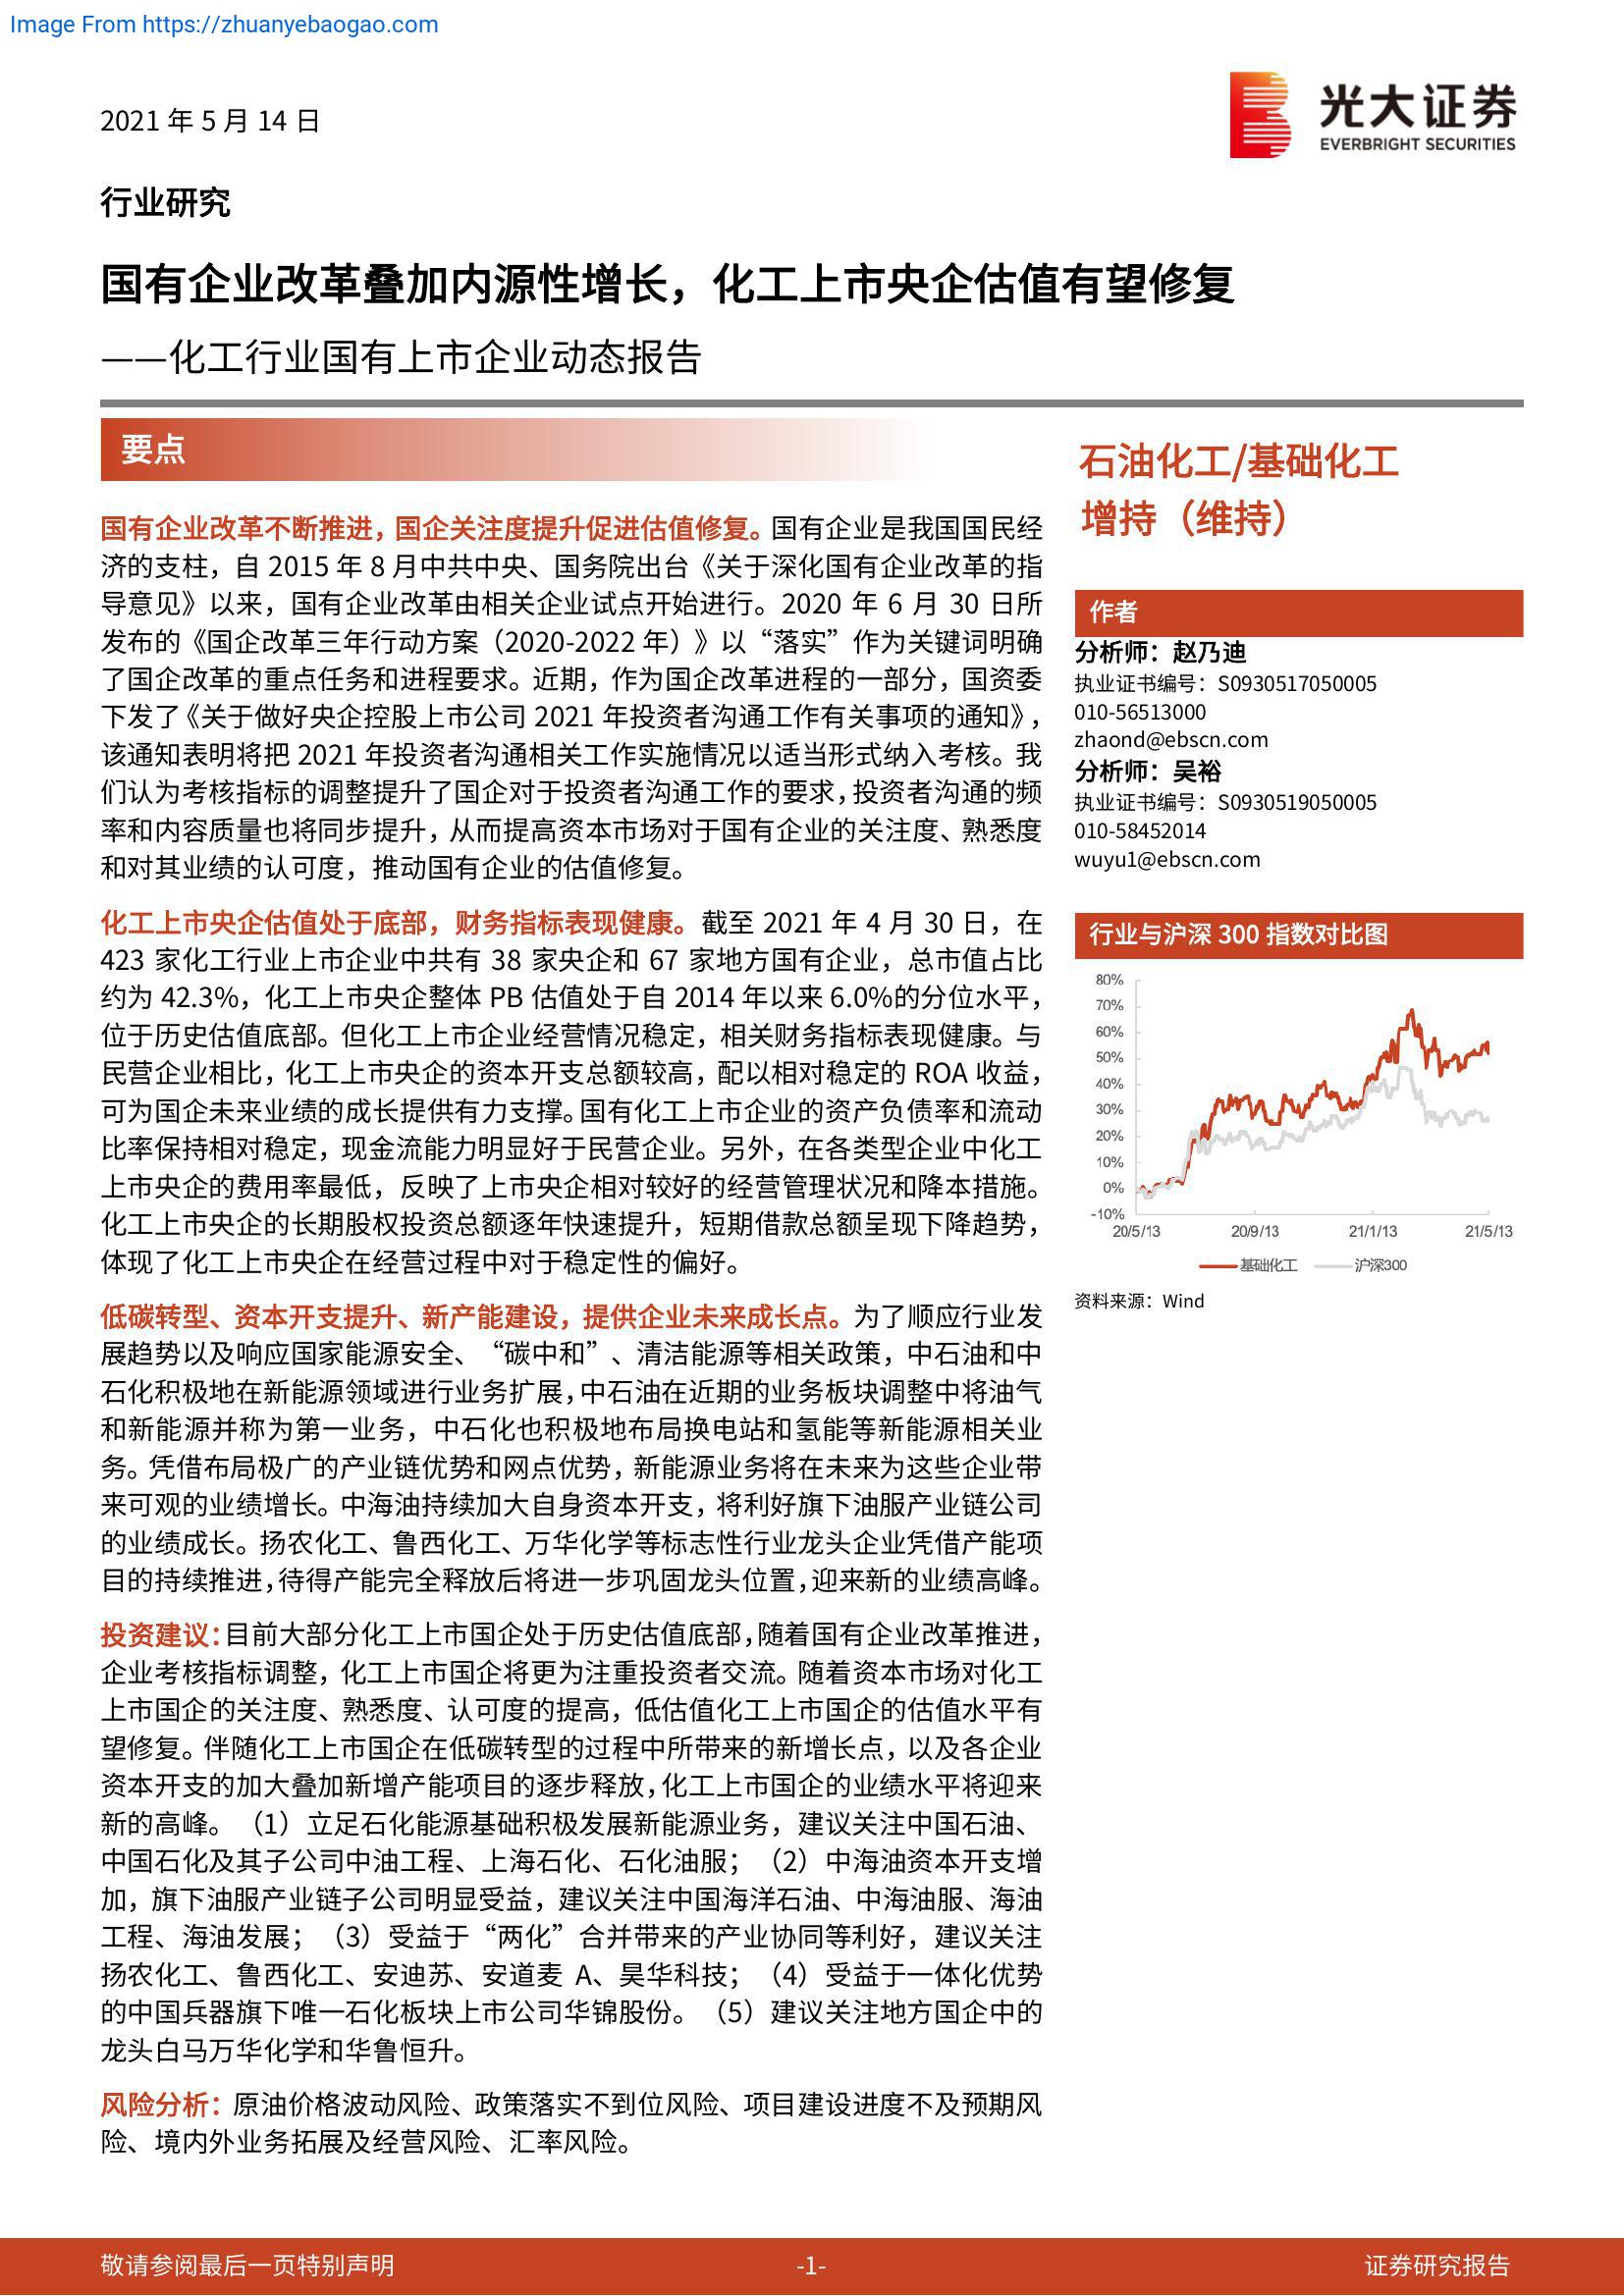 Image From https://zhuanyebaogao.com
2021 年 5 月 14 日
光大证券
EVERBRIGHT SECURITIES
行业研究
国有企业改革叠加内源性增长，化工上市央企估值有望修复
——化工行业国有上市企业动态报告
要点
国有企业改革不断推进，国企关注度提升促进估值修复。国有企业是我国国民经
济的支柱，自 2015 年 8 月中共中央、国务院出台《关于深化国有企业改革的指
导意见》以来，国有企业改革由相关企业试点开始进行。2020 年 6 月 30 日所
发布的《国企改革三年行动方案（2020-2022 年）》以“落实”作为关键词明确
了国企改革的重点任务和进程要求。近期，作为国企改革进程的一部分，国资委
下发了《关于做好央企控股上市公司 2021 年投资者沟通工作有关事项的通知》，
该通知表明将把 2021 年投资者沟通相关工作实施情况以适当形式纳入考核。我
们认为考核指标的调整提升了国企对于投资者沟通工作的要求，投资者沟通的频
率和内容质量也将同步提升，从而提高资本市场对于国有企业的关注度、熟悉度
和对其业绩的认可度，推动国有企业的估值修复。
化工上市央企估值处于底部，财务指标表现健康。截至 2021 年 4 月 30 日，在
423 家化工行业上市企业中共有 38 家央企和 67 家地方国有企业，总市值占比
约为 42.3%，化工上市央企整体 PB 估值处于自 2014 年以来 6.0%的分位水平，
位于历史估值底部。但化工上市企业经营情况稳定，相关财务指标表现健康。与
民营企业相比，化工上市央企的资本开支总额较高，配以相对稳定的 ROA 收益，
可为国企未来业绩的成长提供有力支撑。国有化工上市企业的资产负债率和流动
比率保持相对稳定，现金流能力明显好于民营企业。另外，在各类型企业中化工
上市央企的费用率最低，反映了上市央企相对较好的经营管理状况和降本措施。
化工上市央企的长期股权投资总额逐年快速提升，短期借款总额呈现下降趋势，
体现了化工上市央企在经营过程中对于稳定性的偏好。
低碳转型、资本开支提升、新产能建设，提供企业未来成长点。为了顺应行业发
展趋势以及响应国家能源安全、“碳中和”、清洁能源等相关政策，中石油和中
石化积极地在新能源领域进行业务扩展，中石油在近期的业务板块调整中将油气
和新能源并称为第一业务，中石化也积极地布局换电站和氢能等新能源相关业
务。凭借布局极广的产业链优势和网点优势，新能源业务将在未来为这些企业带
来可观的业绩增长。中海油持续加大自身资本开支，将利好旗下油服产业链公司
的业绩成长。扬农化工、鲁西化工、万华化学等标志性行业龙头企业凭借产能项
目的持续推进，待得产能完全释放后将进一步巩固龙头位置，迎来新的业绩高峰。
投资建议：目前大部分化工上市国企处于历史估值底部，随着国有企业改革推进，
企业考核指标调整，化工上市国企将更为注重投资者交流。随着资本市场对化工
上市国企的关注度、熟悉度、认可度的提高，低估值化工上市国企的估值水平有
望修复。伴随化工上市国企在低碳转型的过程中所带来的新增长点，以及各企业
资本开支的加大叠加新增产能项目的逐步释放，化工上市国企的业绩水平将迎来
新的高峰。（1）立足石化能源基础积极发展新能源业务，建议关注中国石油、
中国石化及其子公司中油工程、上海石化、石化油服；（2）中海油资本开支增
加，旗下油服产业链子公司明显受益，建议关注中国海洋石油、中海油服、海油
工程、海油发展；（3）受益于“两化”合并带来的产业协同等利好，建议关注
扬农化工、鲁西化工、安迪苏、安道麦 A、昊华科技；（4）受益于一体化优势
的中国兵器旗下唯一石化板块上市公司华锦股份。（5）建议关注地方国企中的
龙头白马万华化学和华鲁恒升。
风险分析：原油价格波动风险、政策落实不到位风险、项目建设进度不及预期风
险、境内外业务拓展及经营风险、汇率风险。
石油化工/基础化工
增持（维持）
作者
分析师：赵乃迪
执业证书编号：S0930517050005
010-56513000
zhaond@ebscn.com
分析师：吴裕
执业证书编号：S0930519050005
010-58452014
wuyu1@ebscn.com
行业与沪深 300 指数对比图
80%
70%
60%
50%
40%
30%
20%
10%
0%
-10%
20/5/13 20/9/13 21/1/13 21/5/13
基础化工 沪深300
资料来源：Wind
敬请参阅最后一页特别声明 -1- 证券研究报告